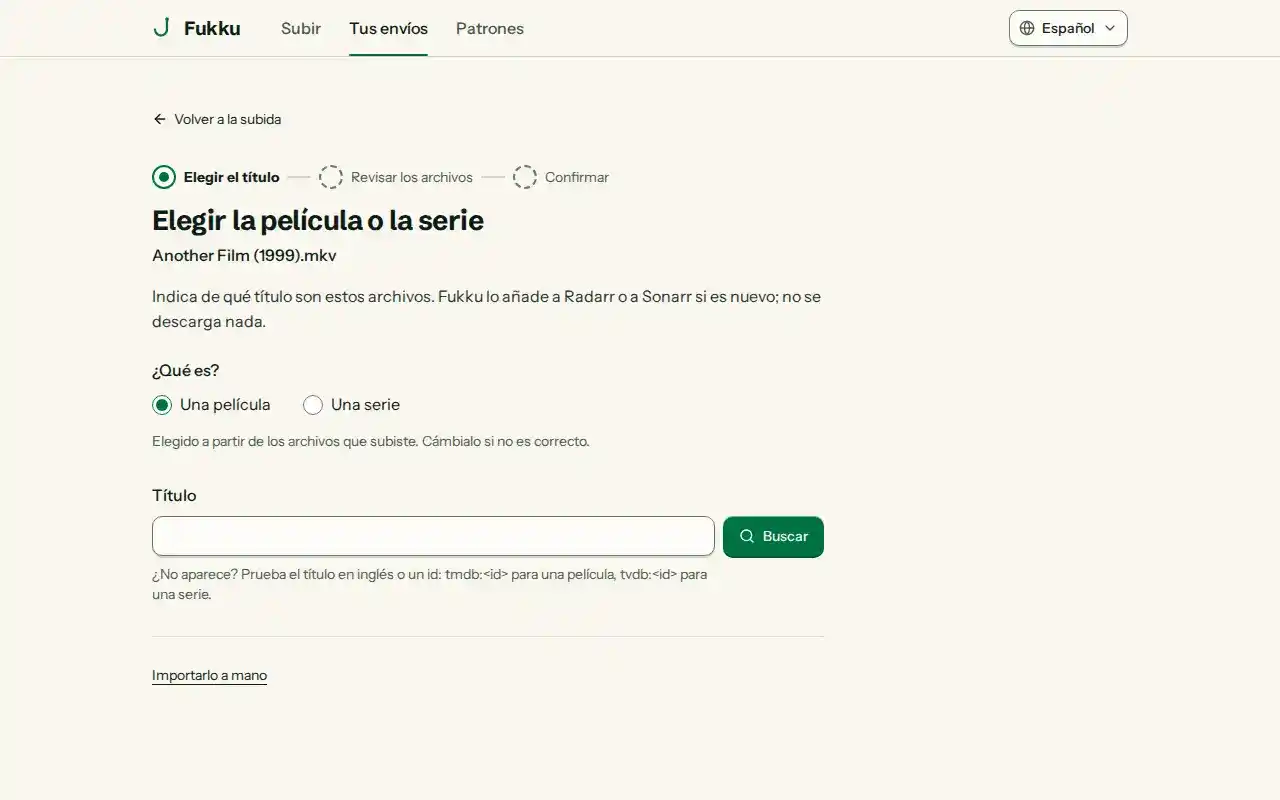 Fukku
Subir
Tus envíos
Patrones
Español
Volver a la subida
Elegir el título
Revisar los archivos
Confirmar
Elegir la película o la serie
Another Film (1999).mkv
Indica de qué título son estos archivos. Fukku lo añade a Radarr o a Sonarr si es nuevo; no se
descarga nada.
¿Qué es?
Una película
Una serie
Elegido a partir de los archivos que subiste. Cámbialo si no es correcto.
Título
Buscar
¿No aparece? Prueba el título en inglés o un id: tmdb:<id> para una película, tvdb:<id> para
una serie.
Importarlo a mano